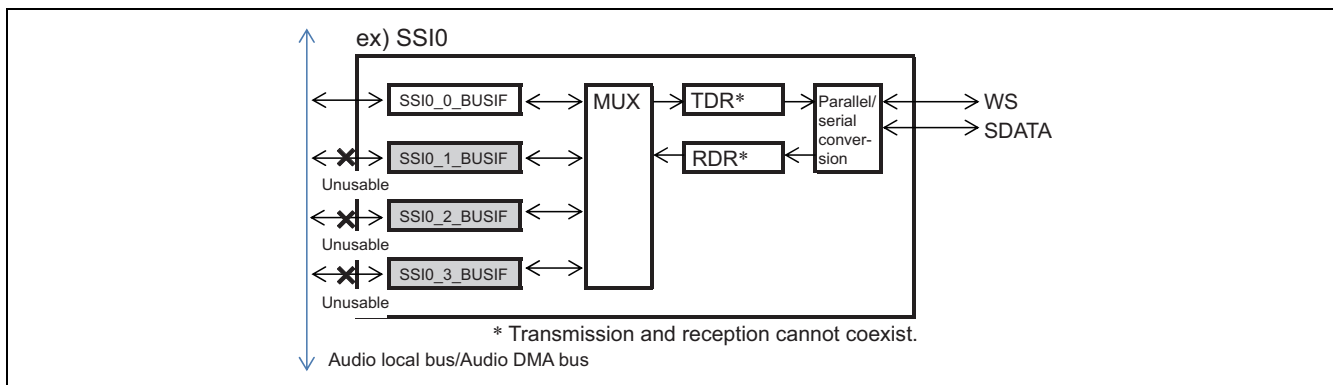 ex) SSI0
SSI0_0_BUSIF
MUX
TDR*
Parallel/
serial
conver-
sion
WS
SDATA
SSI0_1_BUSIF
RDR*
Unusable
SSI0_2_BUSIF
Unusable
SSI0_3_BUSIF
Unusable
* Transmission and reception cannot coexist.
Audio local bus/Audio DMA bus